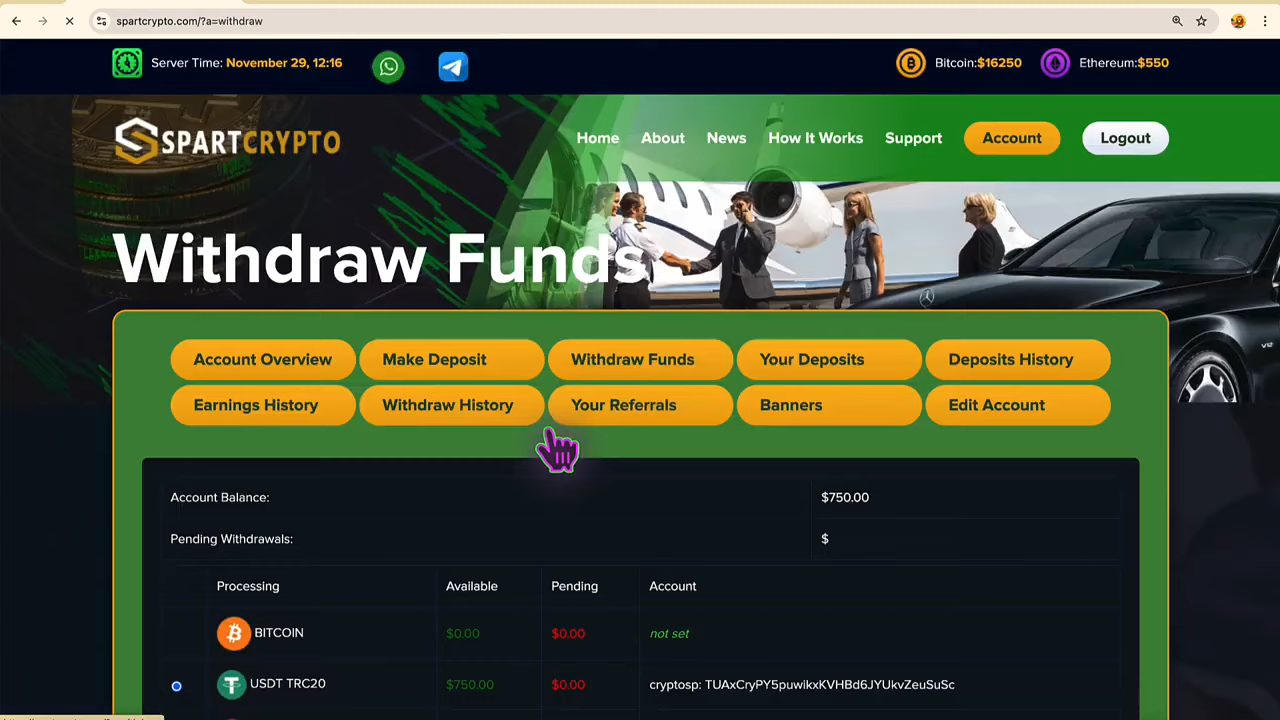 spartcrypto.com/?a=withdraw
Server Time: November 29, 12:16
Bitcoin:$16250
Ethereum:$550
SPARTCRYPTO
Home About News How It Works Support Account Logout
Withdraw Funds
Account Overview Make Deposit Withdraw Funds Your Deposits Deposits History
Earnings History Withdraw History Your Referrals Banners Edit Account
Account Balance: $750.00
Pending Withdrawals: $
Processing Available Pending Account
BITCOIN $0.00 $0.00 not set
USDT TRC20 $750.00 $0.00 cryptosp: TUAxCryPY5puwikxKVHBd6JYUkvZeuSuSc